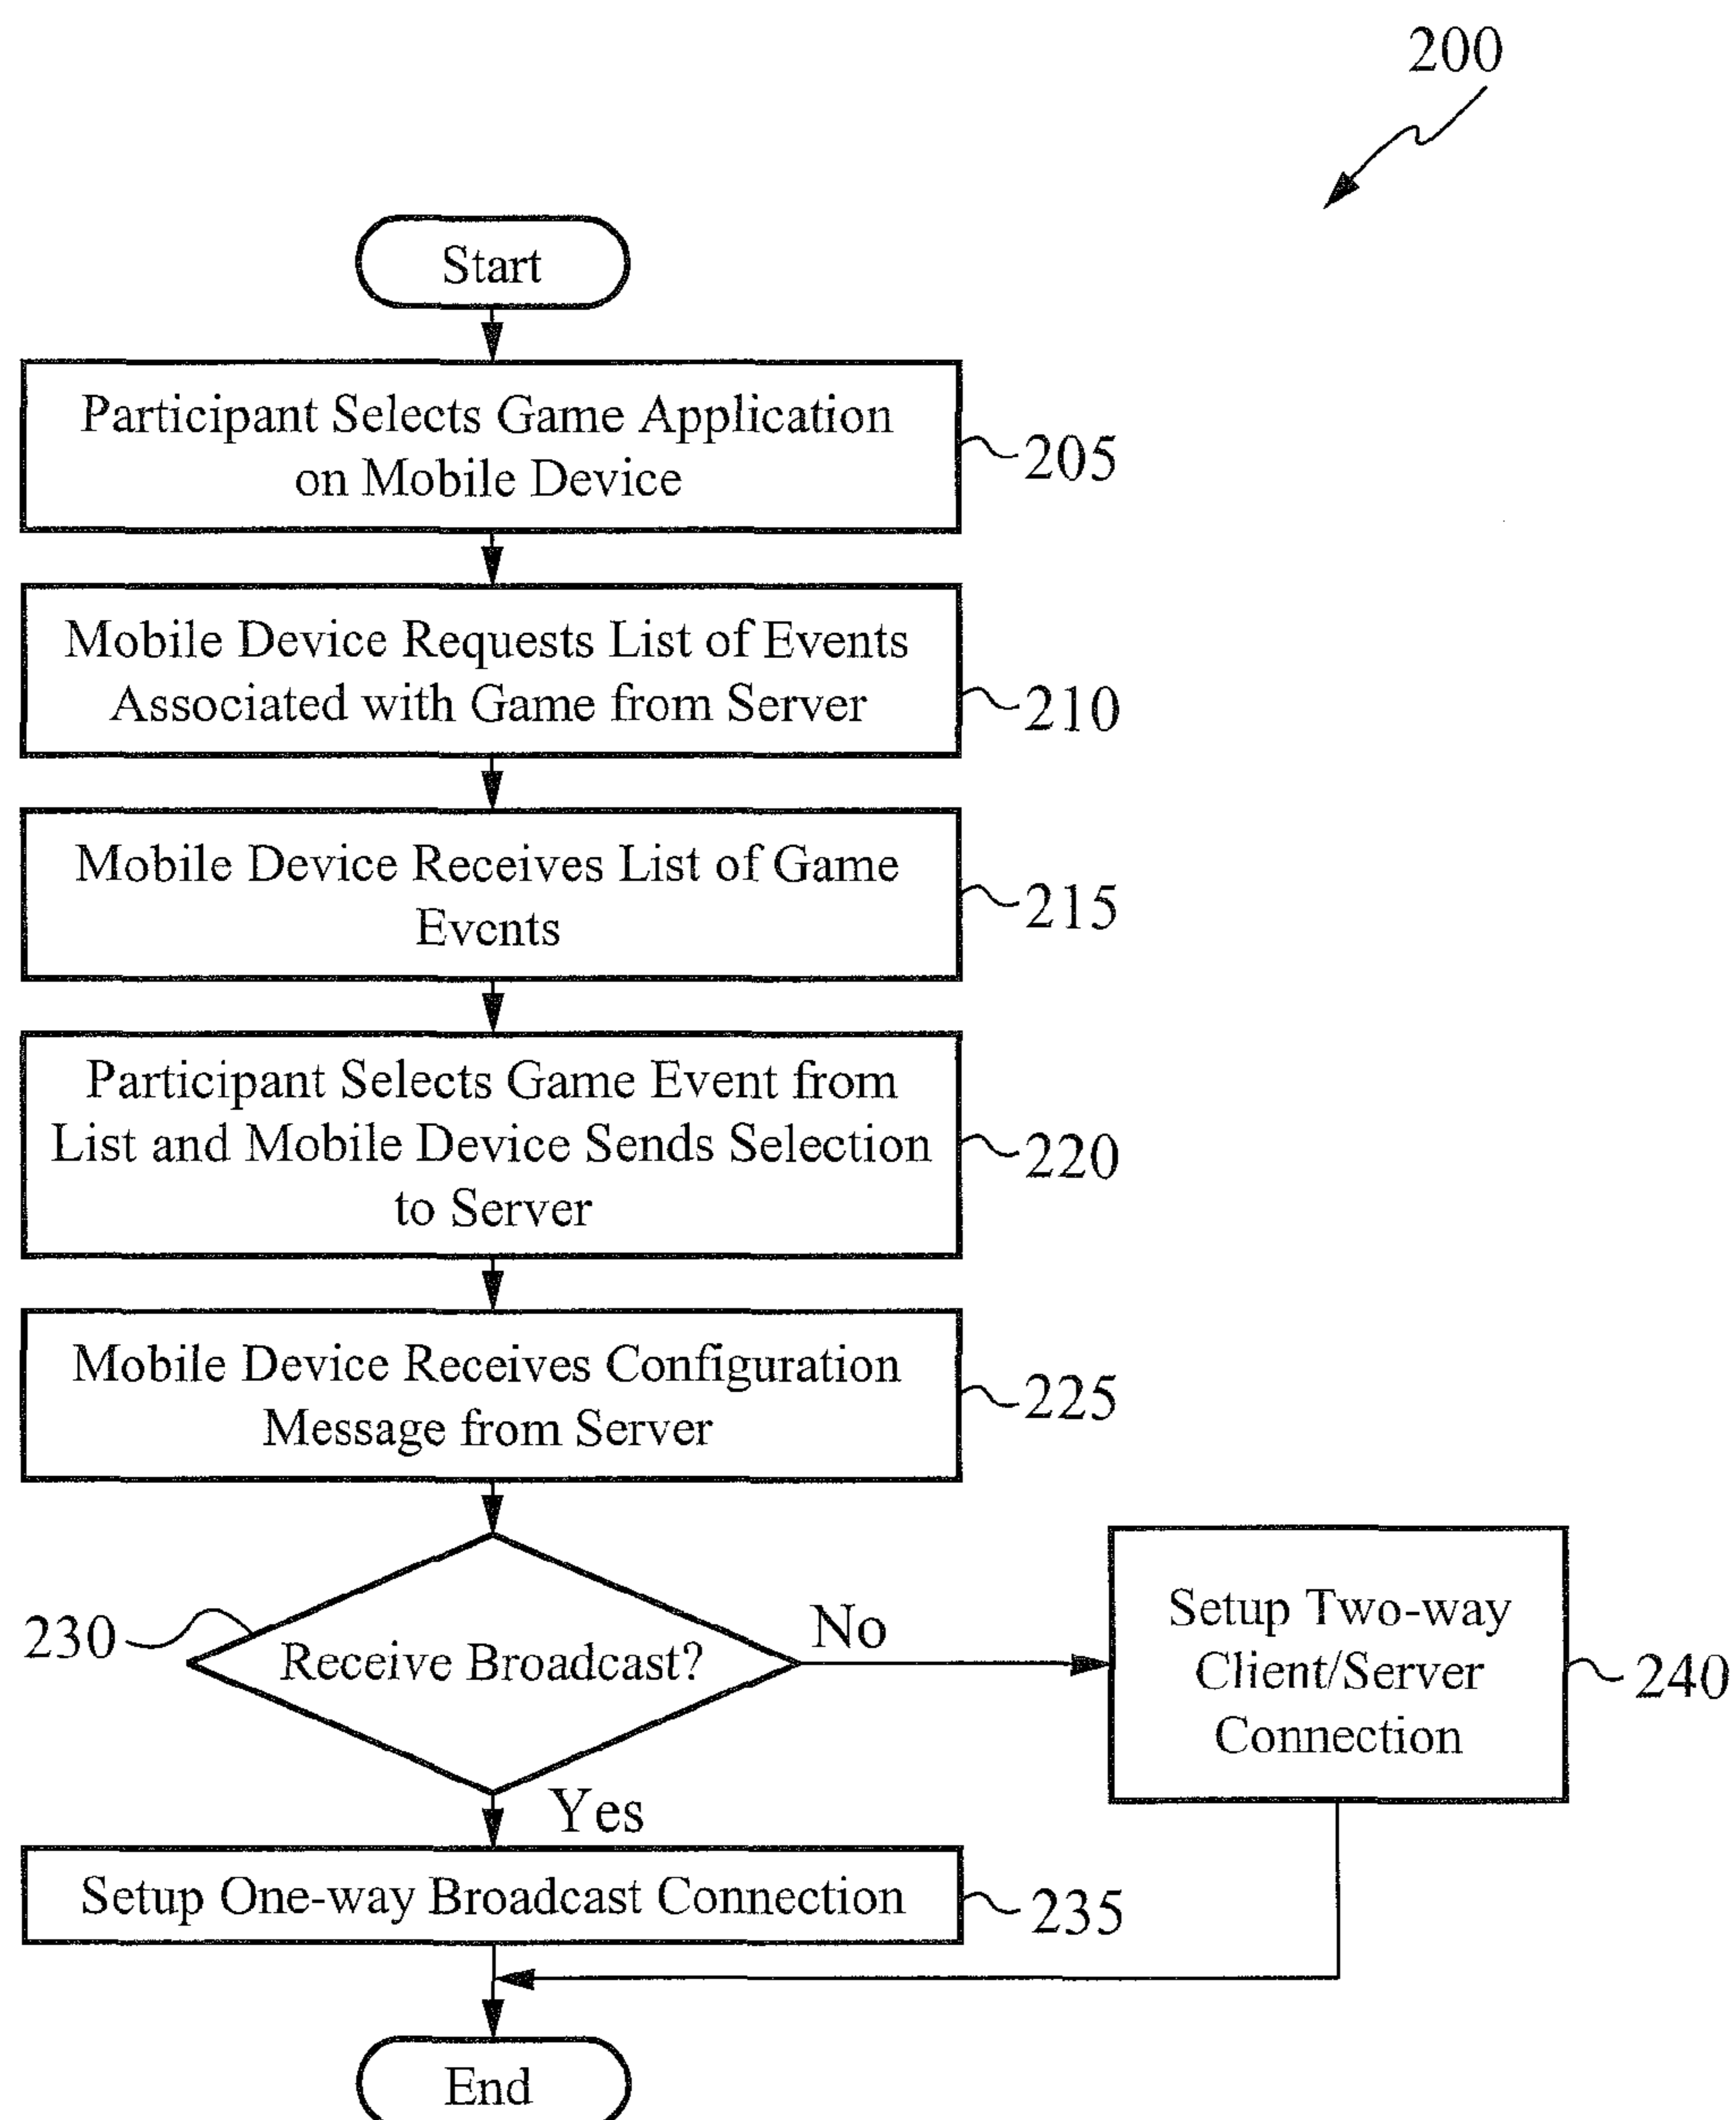 200
Start
Participant Selects Game Application
on Mobile Device
205
Mobile Device Requests List of Events
Associated with Game from Server
210
Mobile Device Receives List of Game
Events
215
Participant Selects Game Event from
List and Mobile Device Sends Selection
to Server
220
Mobile Device Receives Configuration
Message from Server
225
230
Receive Broadcast?
No
Setup Two-way
Client/Server
Connection
240
Yes
Setup One-way Broadcast Connection
235
End